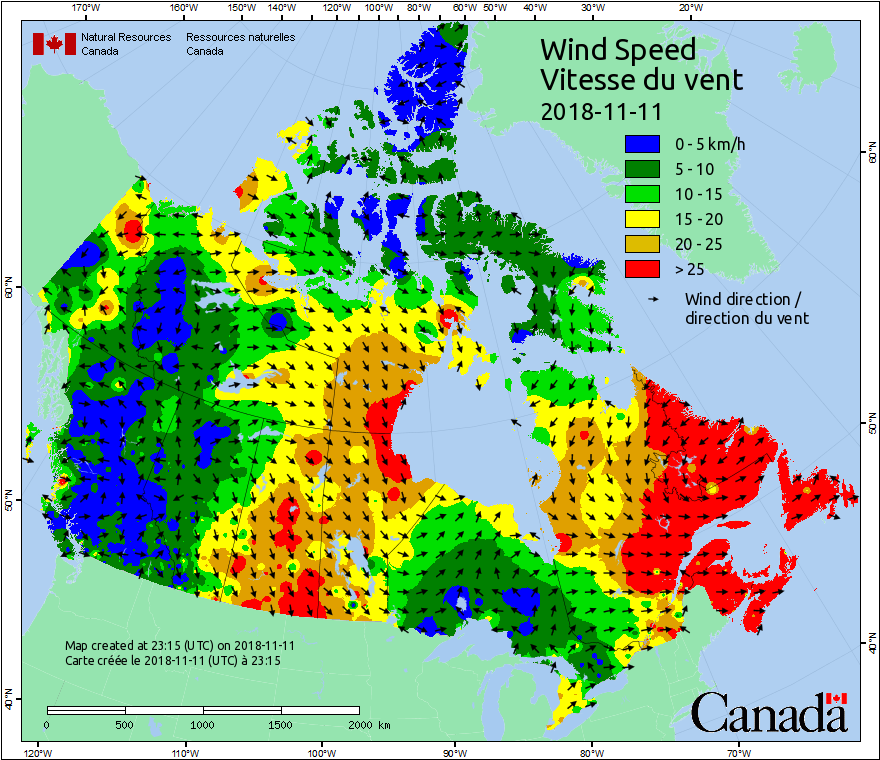 170°W 160°W 150°W 140°W 130°W 120°W 110°W 100°W 90°W 80°W 70°W 60°W 50°W 40°W 30°W 20°W
Natural Resources Canada
Ressources naturelles Canada
Wind Speed
Vitesse du vent
2018-11-11
0 - 5 km/h
5 - 10
10 - 15
15 - 20
20 - 25
> 25
Wind direction /
direction du vent
60°N
60°N
50°N
50°N
40°N
40°N
Map created at 23:15 (UTC) on 2018-11-11
Carte créée le 2018-11-11 (UTC) à 23:15
0 500 1000 1500 2000 km
Canada
120°W 110°W 100°W 90°W 80°W 70°W